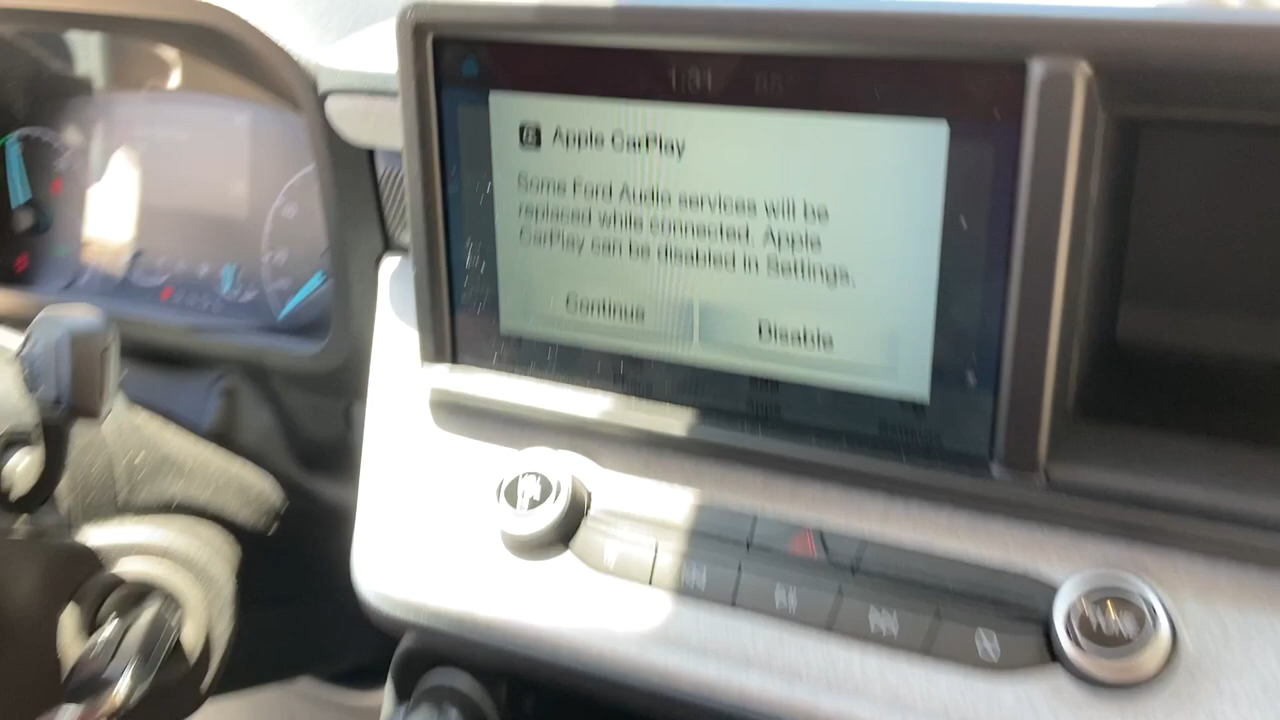 Apple CarPlay
Some Ford Audio services will be
replaced while connected. Apple
CarPlay can be disabled in Settings.
Continue
Disable